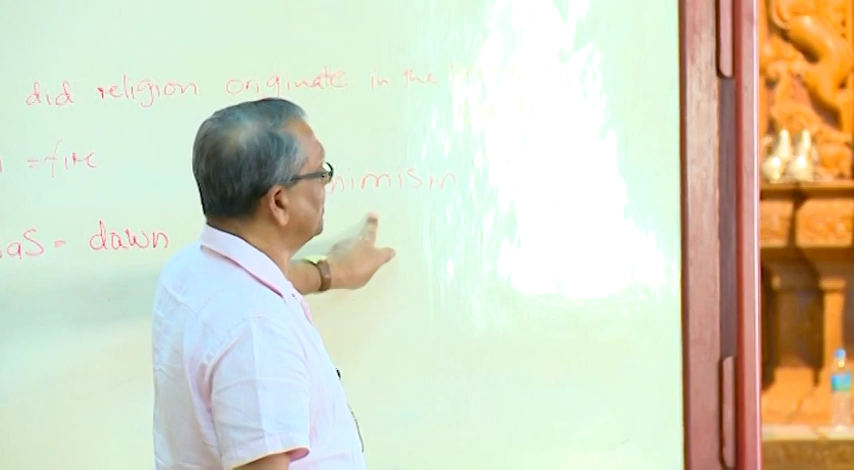 did religion originate in the
= fire
nimism
as = dawn